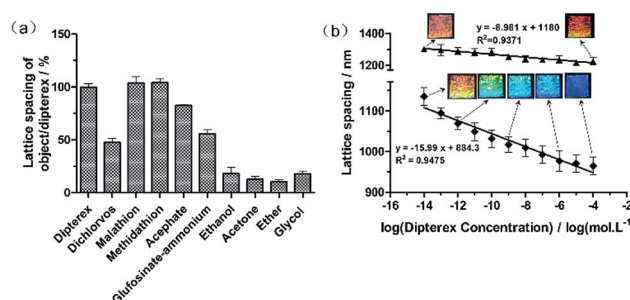 (a)
Lattice spacing of
object/dipterex / %
150
100
50
0
Dipterex
Dichlorvos
Malathion
Methidathion
Acephate
Glufosinate-ammonium
Ethanol
Acetone
Ether
Glycol
(b)
Lattice spacing / nm
1300
1200
1100
1000
900
y = -8.981 x + 1180
R²=0.9371
y = -15.99 x + 884.3
R² = 0.9475
-16 -14 -12 -10 -8 -6 -4 -2
log(Dipterex Concentration) / log(mol.L⁻¹)